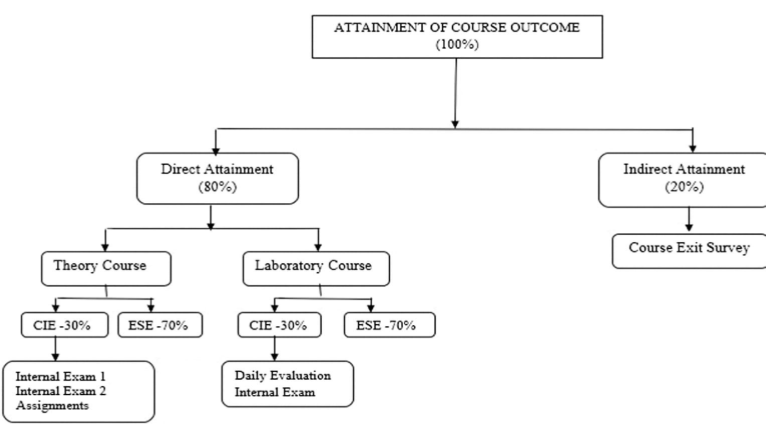 ATTAINMENT OF COURSE OUTCOME
(100%)
Direct Attainment
(80%)
Indirect Attainment
(20%)
Theory Course
Laboratory Course
Course Exit Survey
CIE -30%
ESE -70%
CIE -30%
ESE -70%
Internal Exam 1
Internal Exam 2
Assignments
Daily Evaluation
Internal Exam